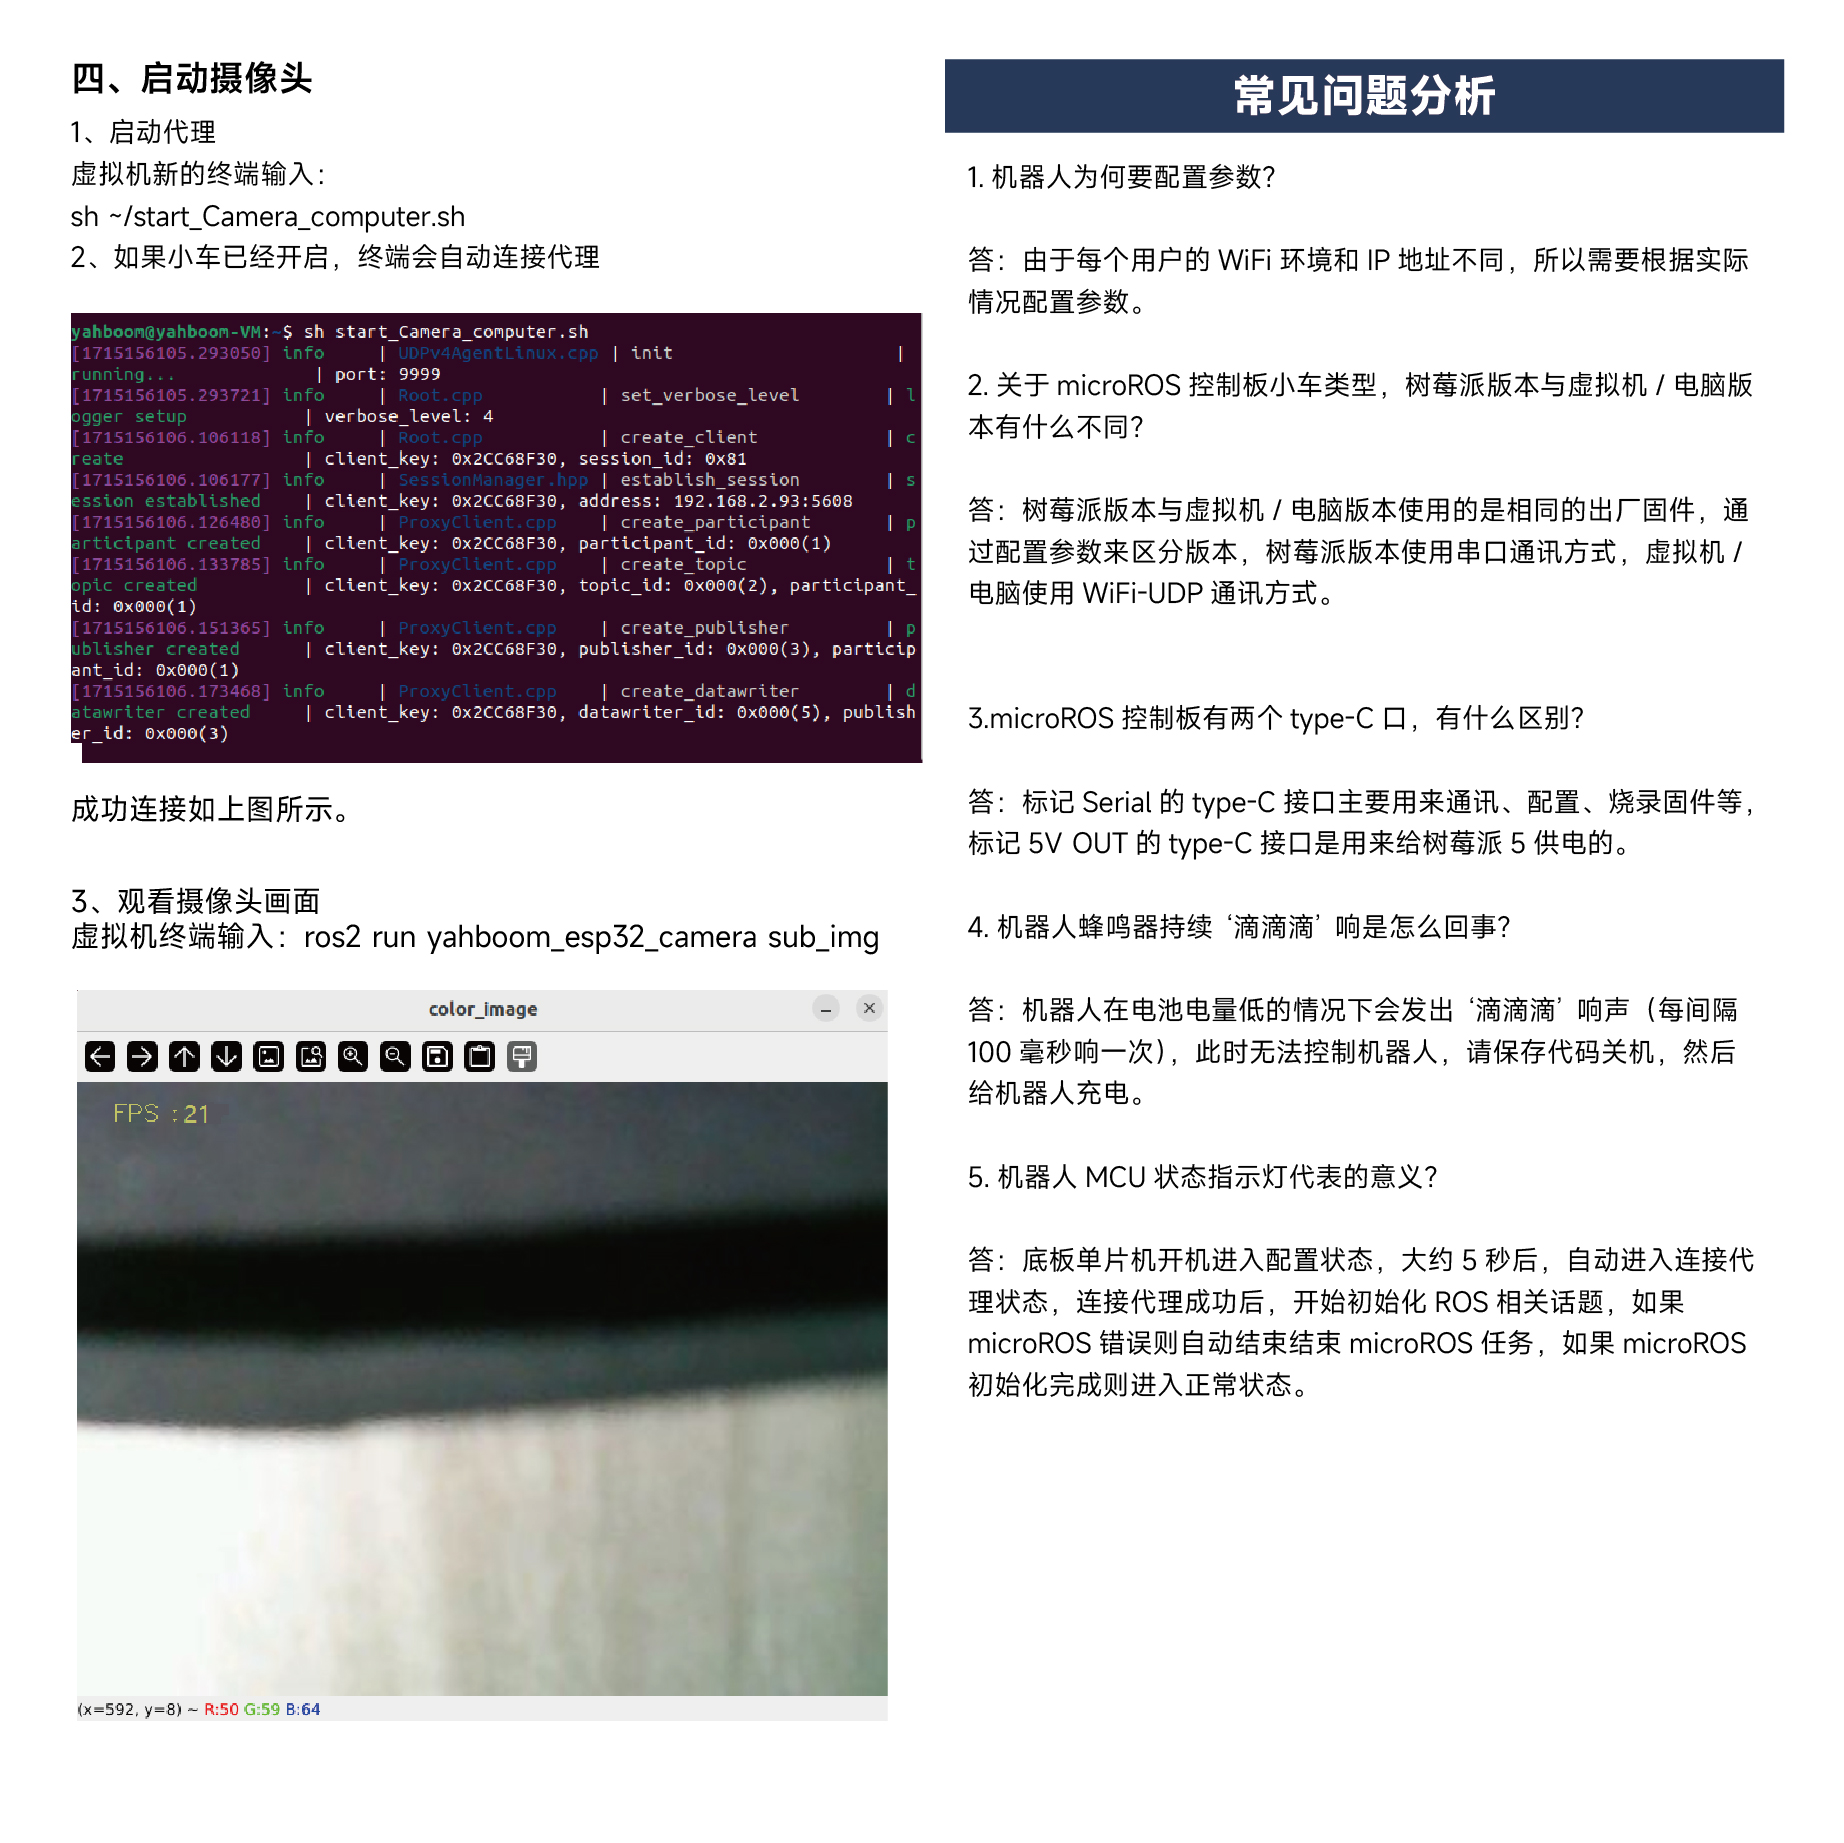 四、启动摄像头
1、启动代理
虚拟机新的终端输入：
sh ~/start_Camera_computer.sh
2、如果小车已经开启，终端会自动连接代理
yahboom@yahboom-VM:~$ sh start_Camera_computer.sh
[1715156105.293050] info     | UDPv4AgentLinux.cpp | init                     |
running...             | port: 9999
[1715156105.293721] info     | Root.cpp           | set_verbose_level        | l
ogger setup           | verbose_level: 4
[1715156106.106118] info     | Root.cpp           | create_client            | c
reate                 | client_key: 0x2CC68F30, session_id: 0x81
[1715156106.106177] info     | SessionManager.hpp | establish_session        | s
ession established    | client_key: 0x2CC68F30, address: 192.168.2.93:5608
[1715156106.126480] info     | ProxyClient.cpp    | create_participant       | p
articipant created    | client_key: 0x2CC68F30, participant_id: 0x000(1)
[1715156106.133785] info     | ProxyClient.cpp    | create_topic             | t
opic created          | client_key: 0x2CC68F30, topic_id: 0x000(2), participant_
id: 0x000(1)
[1715156106.151365] info     | ProxyClient.cpp    | create_publisher         | p
ublisher created      | client_key: 0x2CC68F30, publisher_id: 0x000(3), particip
ant_id: 0x000(1)
[1715156106.173468] info     | ProxyClient.cpp    | create_datawriter        | d
atawriter created     | client_key: 0x2CC68F30, datawriter_id: 0x000(5), publish
er_id: 0x000(3)
成功连接如上图所示。
3、观看摄像头画面
虚拟机终端输入：ros2 run yahboom_esp32_camera sub_img
color_image
FPS :21
(x=592, y=8) ~ R:50 G:59 B:64
常见问题分析
1. 机器人为何要配置参数？
答：由于每个用户的 WiFi 环境和 IP 地址不同，所以需要根据实际
情况配置参数。
2. 关于 microROS 控制板小车类型，树莓派版本与虚拟机 / 电脑版
本有什么不同？
答：树莓派版本与虚拟机 / 电脑版本使用的是相同的出厂固件，通
过配置参数来区分版本，树莓派版本使用串口通讯方式，虚拟机 /
电脑使用 WiFi-UDP 通讯方式。
3.microROS 控制板有两个 type-C 口，有什么区别？
答：标记 Serial 的 type-C 接口主要用来通讯、配置、烧录固件等，
标记 5V OUT 的 type-C 接口是用来给树莓派 5 供电的。
4. 机器人蜂鸣器持续‘滴滴滴’响是怎么回事？
答：机器人在电池电量低的情况下会发出‘滴滴滴’响声（每间隔
100 毫秒响一次），此时无法控制机器人，请保存代码关机，然后
给机器人充电。
5. 机器人 MCU 状态指示灯代表的意义？
答：底板单片机开机进入配置状态，大约 5 秒后，自动进入连接代
理状态，连接代理成功后，开始初始化 ROS 相关话题，如果
microROS 错误则自动结束结束 microROS 任务，如果 microROS
初始化完成则进入正常状态。